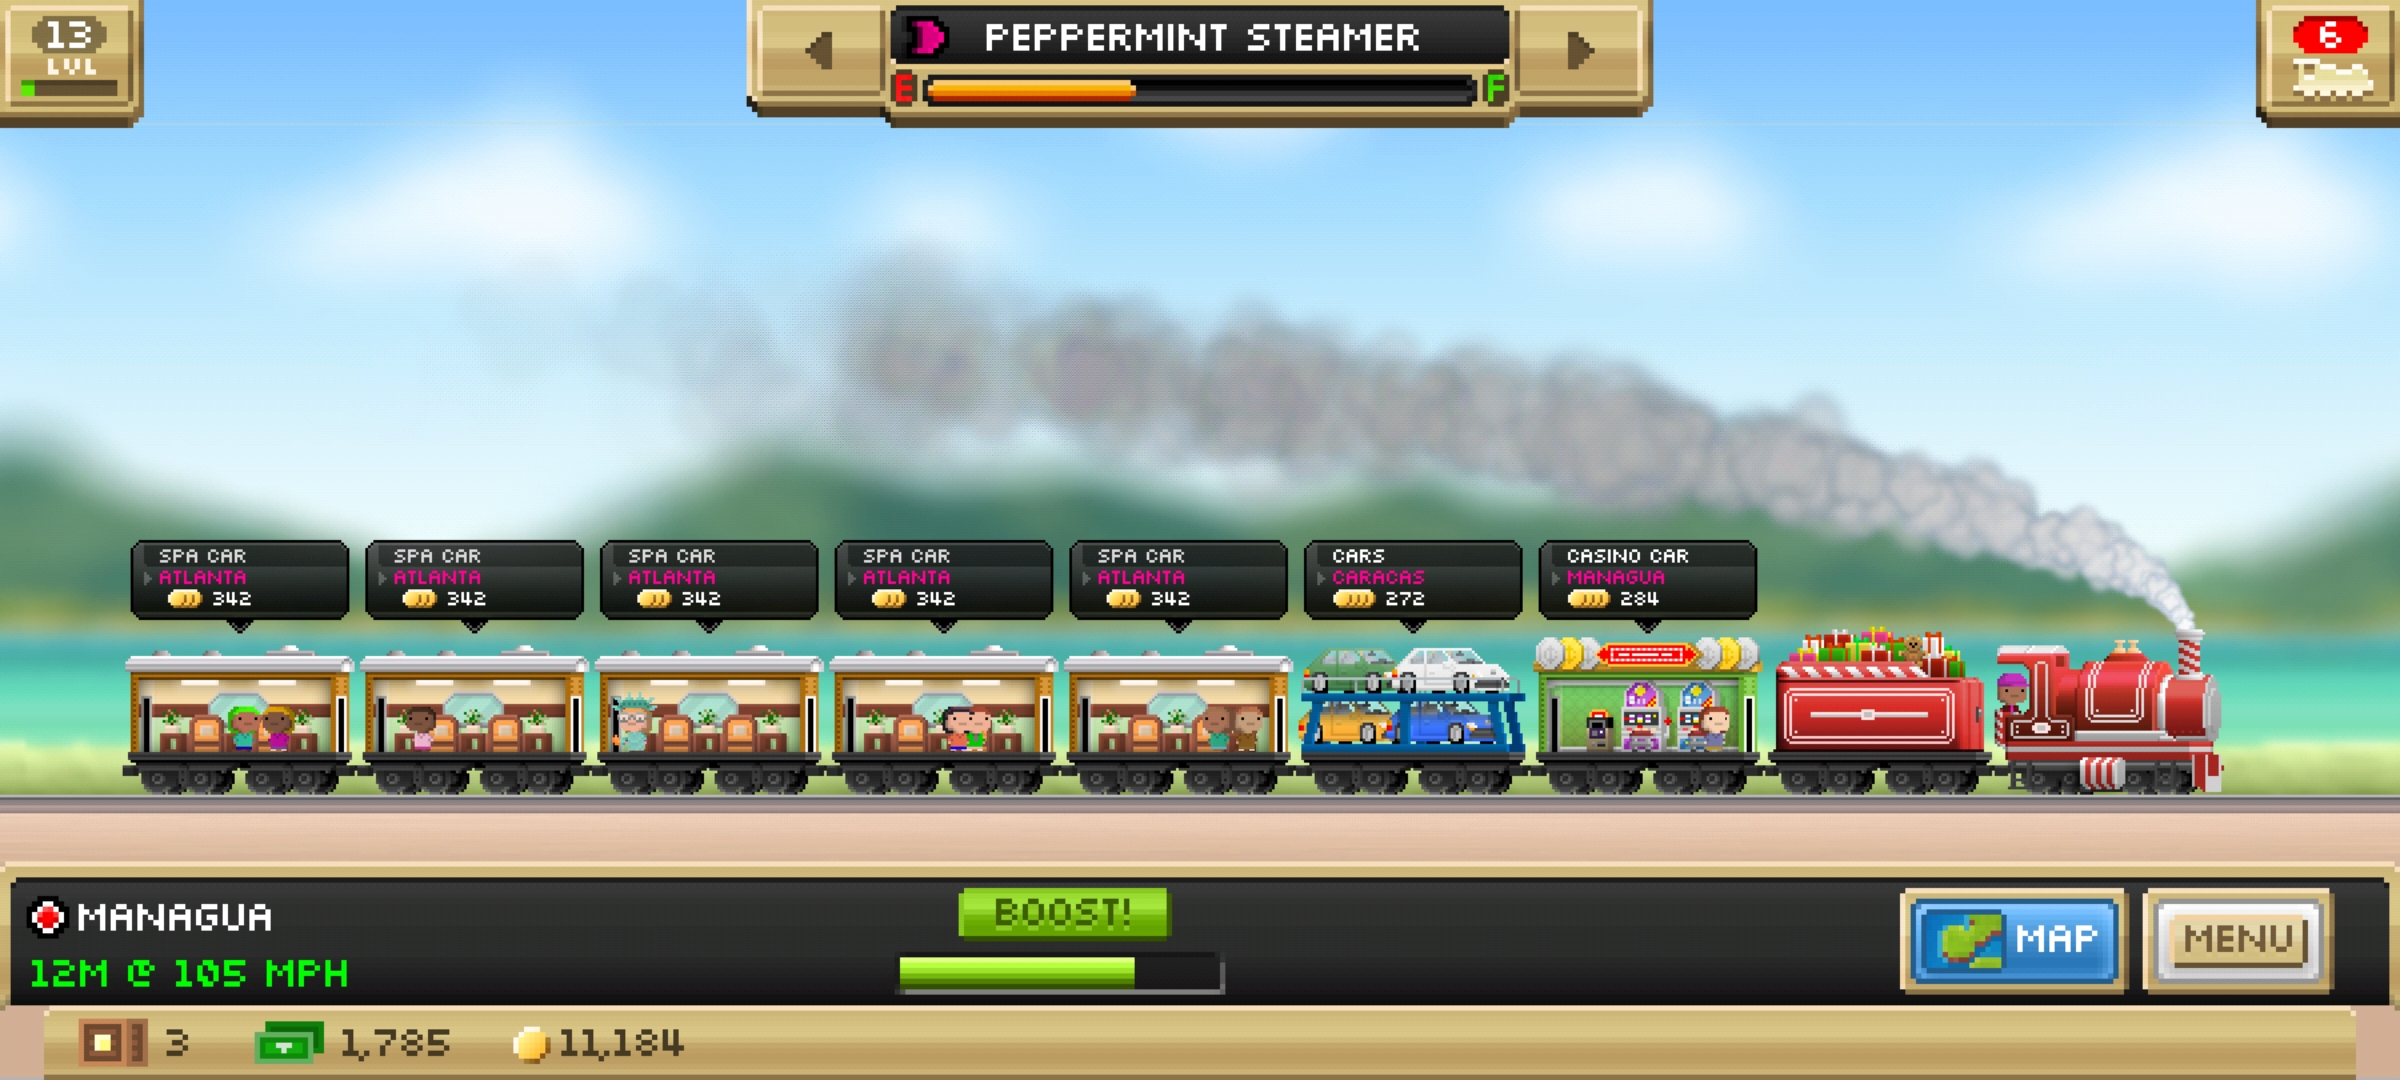 13
LVL
PEPPERMINT STEAMER
E
F
6
SPA CAR
ATLANTA
342
SPA CAR
ATLANTA
342
SPA CAR
ATLANTA
342
SPA CAR
ATLANTA
342
SPA CAR
ATLANTA
342
CARS
CARACAS
272
CASINO CAR
MANAGUA
284
MANAGUA
12M @ 105 MPH
BOOST!
MAP
MENU
3
1,785
11,184